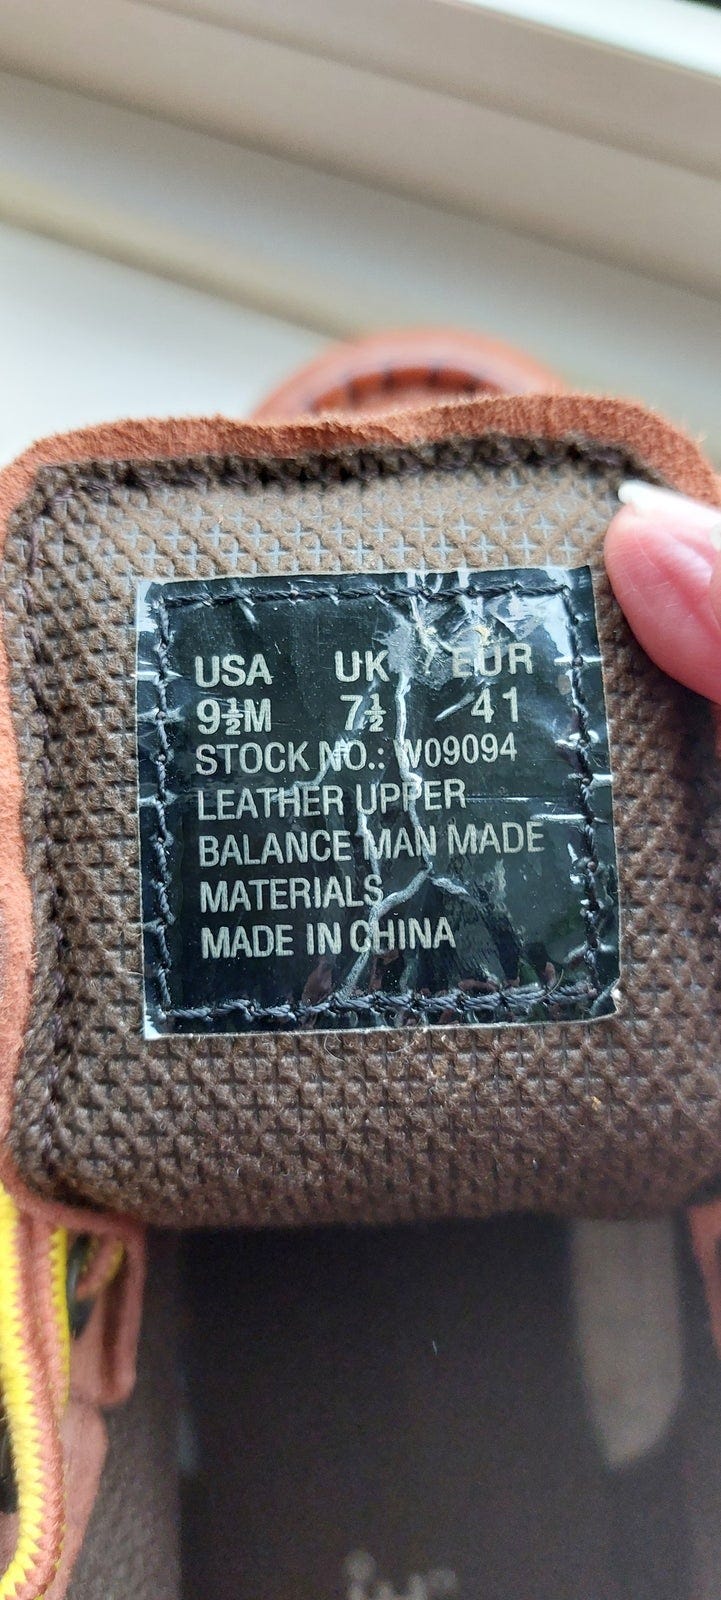 USA UK EUR
9½M 7½ 41
STOCK NO.: W09094
LEATHER UPPER
BALANCE MAN MADE
MATERIALS
MADE IN CHINA